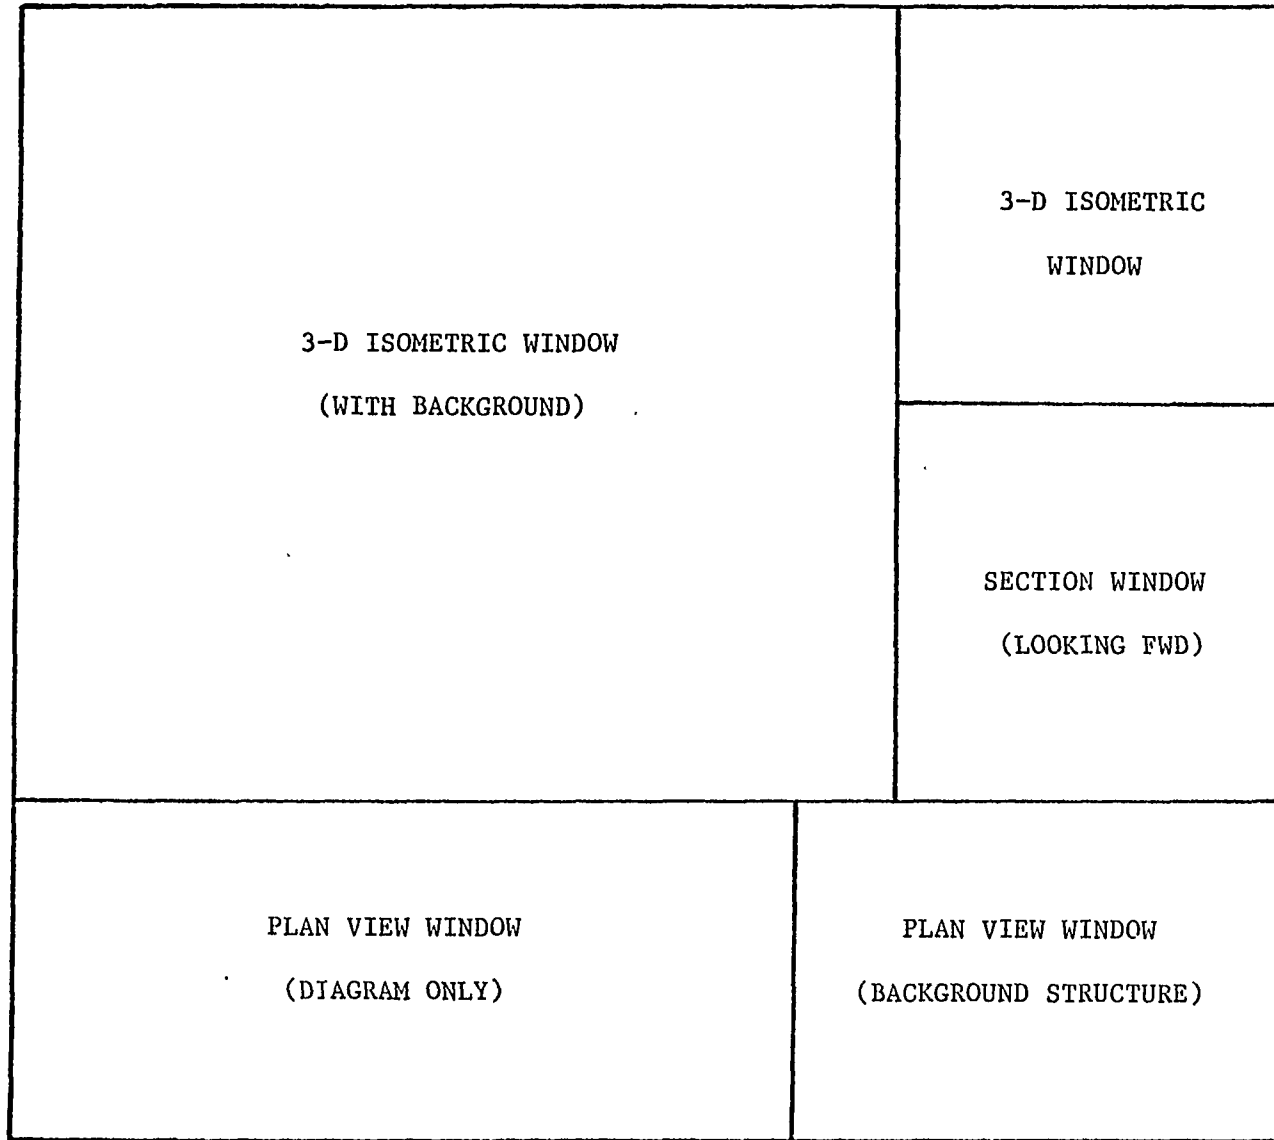 3-D ISOMETRIC WINDOW
(WITH BACKGROUND)
3-D ISOMETRIC
WINDOW
SECTION WINDOW
(LOOKING FWD)
PLAN VIEW WINDOW
(DIAGRAM ONLY)
PLAN VIEW WINDOW
(BACKGROUND STRUCTURE)